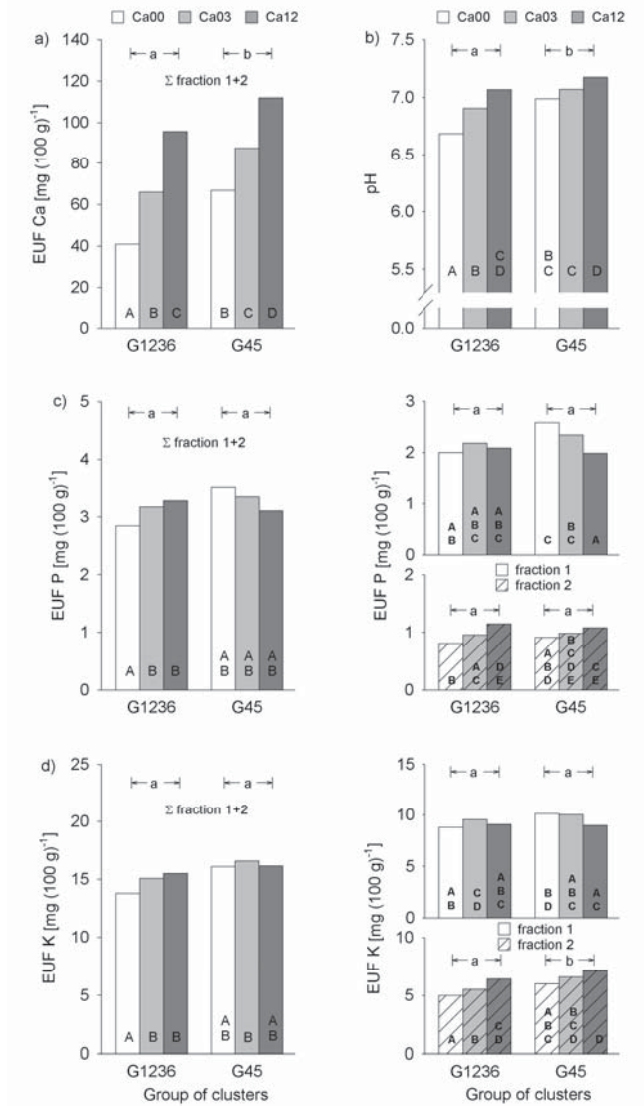 Ca00 Ca03 Ca12
a)
a b
Σ fraction 1+2
EUF Ca [mg (100 g)⁻¹]
140
120
100
80
60
40
20
0
A B C B C D
G1236 G45
Ca00 Ca03 Ca12
b)
a b
pH
7.5
7.0
6.5
6.0
5.5
0.0
C B
A B D C C D
G1236 G45
c)
a a
Σ fraction 1+2
EUF P [mg (100 g)⁻¹]
5
4
3
2
1
0
A A A
A B B B B B
G1236 G45
a a
EUF P [mg (100 g)⁻¹]
3
2
1
0
A A
A B B B
B C C C C A
fraction 1
fraction 2
a a
2
1
0
B
A C
A D B D C
B C E D E E
G1236 G45
d)
a a
Σ fraction 1+2
EUF K [mg (100 g)⁻¹]
25
20
15
10
5
0
A A
A B B B B B
G1236 G45
Group of clusters
a a
EUF K [mg (100 g)⁻¹]
15
10
5
0
A A
A C B B B A
B D C D C C
fraction 1
fraction 2
a b
10
5
0
A B
C B C
A B D C D D
G1236 G45
Group of clusters